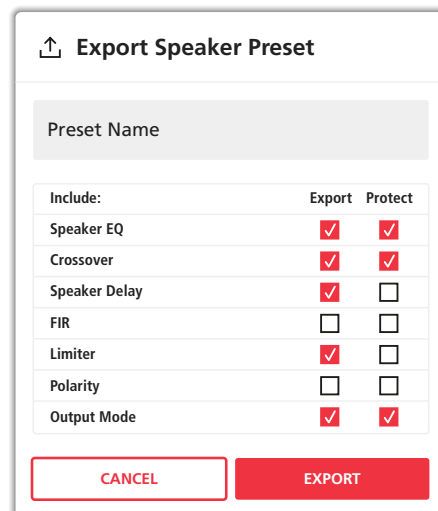 Export Speaker Preset
Preset Name
Include: Export Protect
Speaker EQ
Crossover
Speaker Delay
FIR
Limiter
Polarity
Output Mode
CANCEL EXPORT